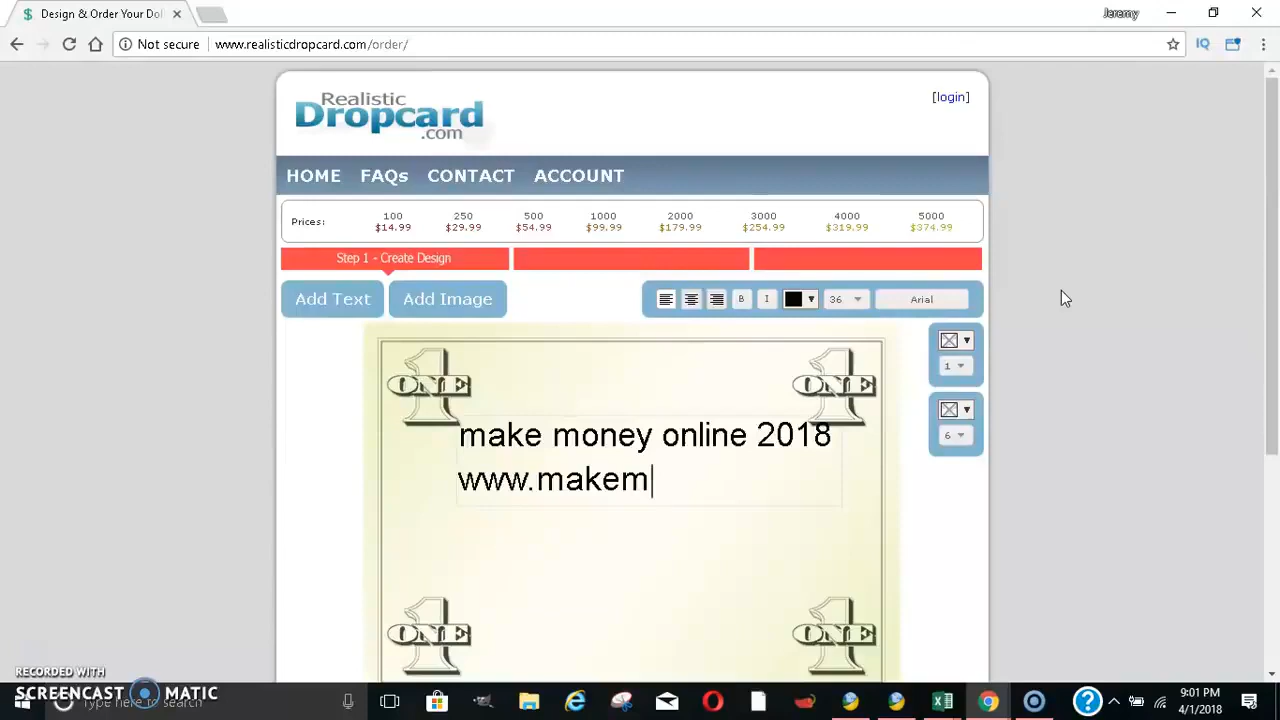 Design & Order Your Dol
Jeremy
Not secure
www.realisticdropcard.com/order/
Realistic
Dropcard
.com
[login]
HOME FAQs CONTACT ACCOUNT
Prices:
100 250 500 1000 2000 3000 4000 5000
$14.99 $29.99 $54.99 $99.99 $179.99 $254.99 $319.99 $374.99
Step 1 - Create Design
Add Text Add Image
B I 36 Arial
1
6
1 ONE
1 ONE
make money online 2018
www.makem
1 ONE
1 ONE
RECORDED WITH
SCREENCAST MATIC
Type here to search
9:01 PM
4/1/2018